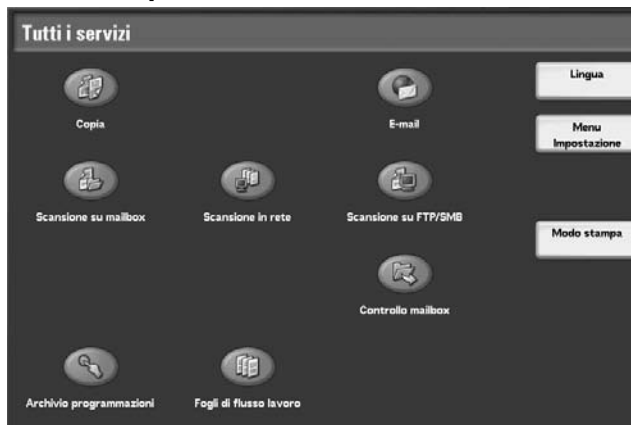 Tutti i servizi
Copia
E-mail
Lingua
Menu
Impostazione
Scansione su mailbox
Scansione in rete
Scansione su FTP/SMB
Modo stampa
Controllo mailbox
Archivio programmazioni
Fogli di flusso lavoro